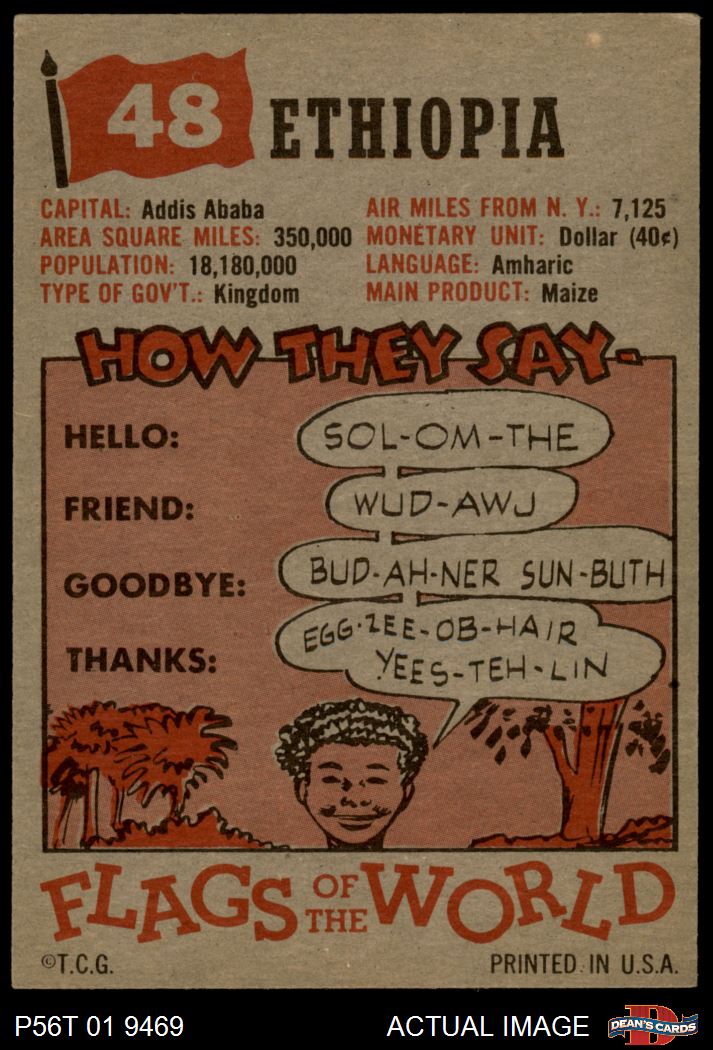 48 ETHIOPIA
CAPITAL: Addis Ababa
AREA SQUARE MILES: 350,000
POPULATION: 18,180,000
TYPE OF GOV'T.: Kingdom
AIR MILES FROM N. Y.: 7,125
MONETARY UNIT: Dollar (40¢)
LANGUAGE: Amharic
MAIN PRODUCT: Maize
HOW THEY SAY-
HELLO: SOL-OM-THE
FRIEND: WUD-AWJ
GOODBYE: BUD-AH-NER SUN-BUTH
THANKS: EGG-ZEE-OB-HAIR
YEES-TEH-LIN
FLAGS OF THE WORLD
©T.C.G. PRINTED IN U.S.A.
P56T 01 9469 ACTUAL IMAGE D DEAN'S CARDS